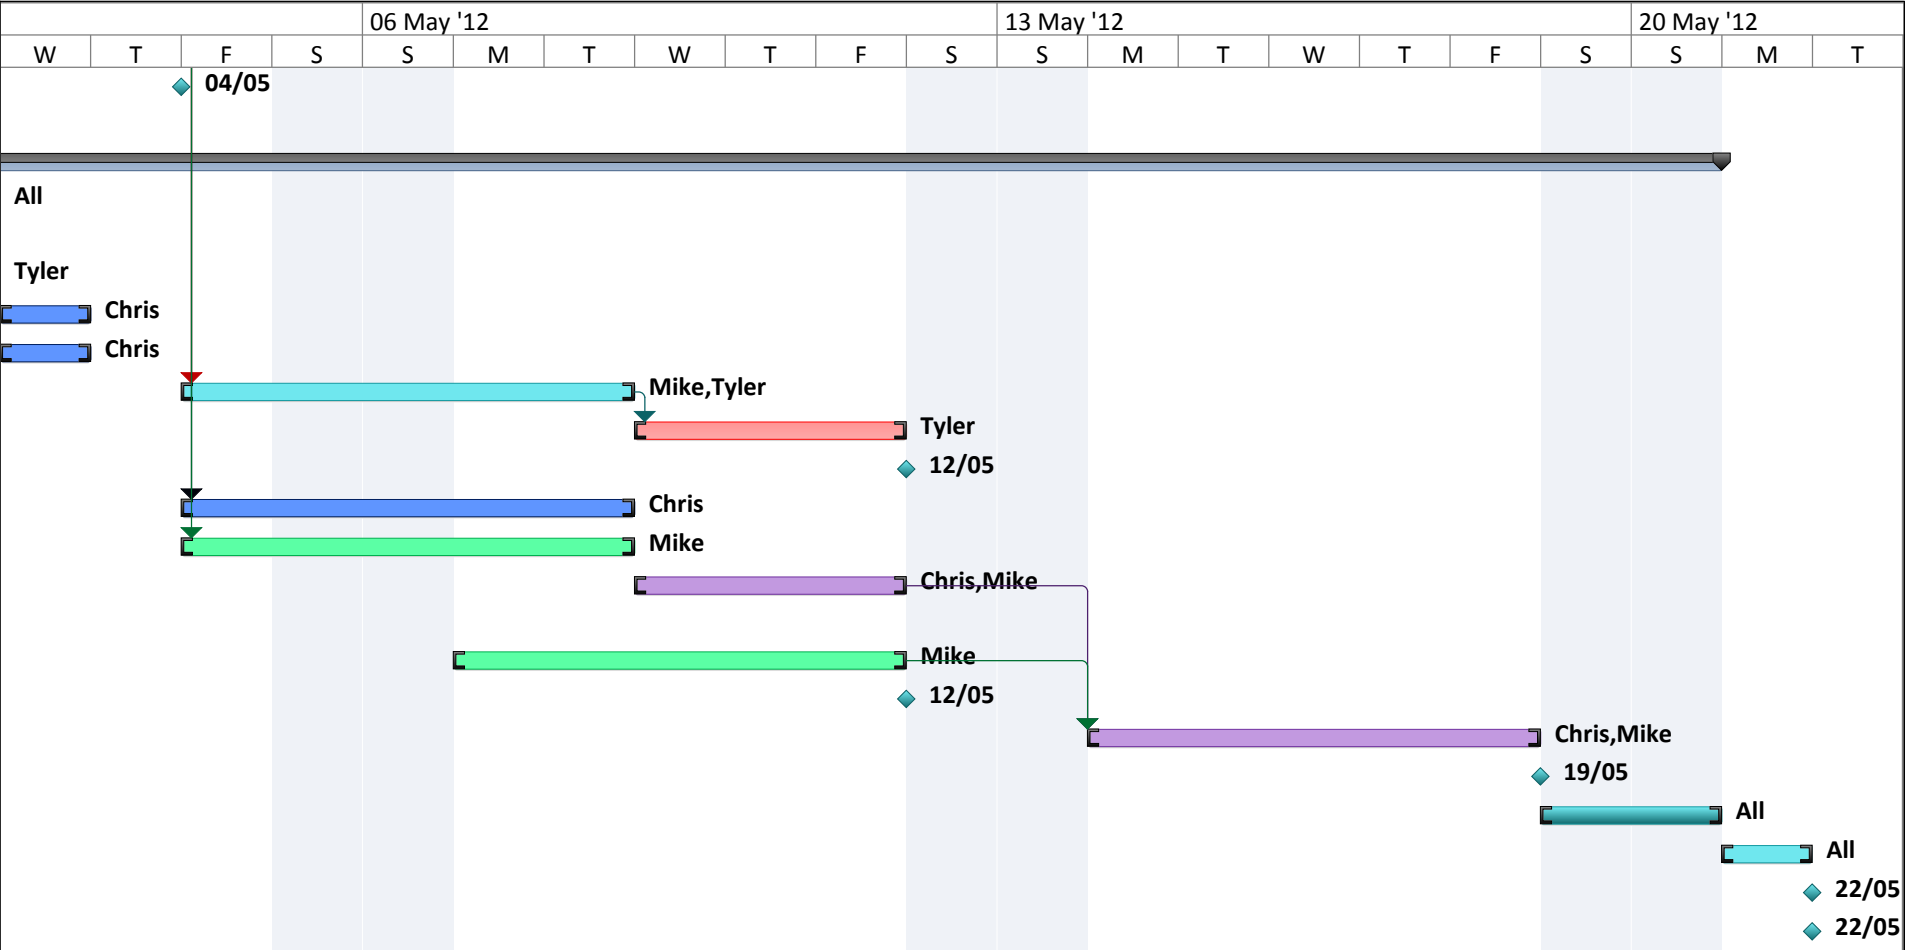 06 May '12 13 May '12 20 May '12
W T F S S M T W T F S S M T W T F S S M T
04/05
All
Tyler
Chris
Chris
Mike,Tyler
Tyler
12/05
Chris
Mike
Chris,Mike
Mike
12/05
Chris,Mike
19/05
All
All
22/05
22/05